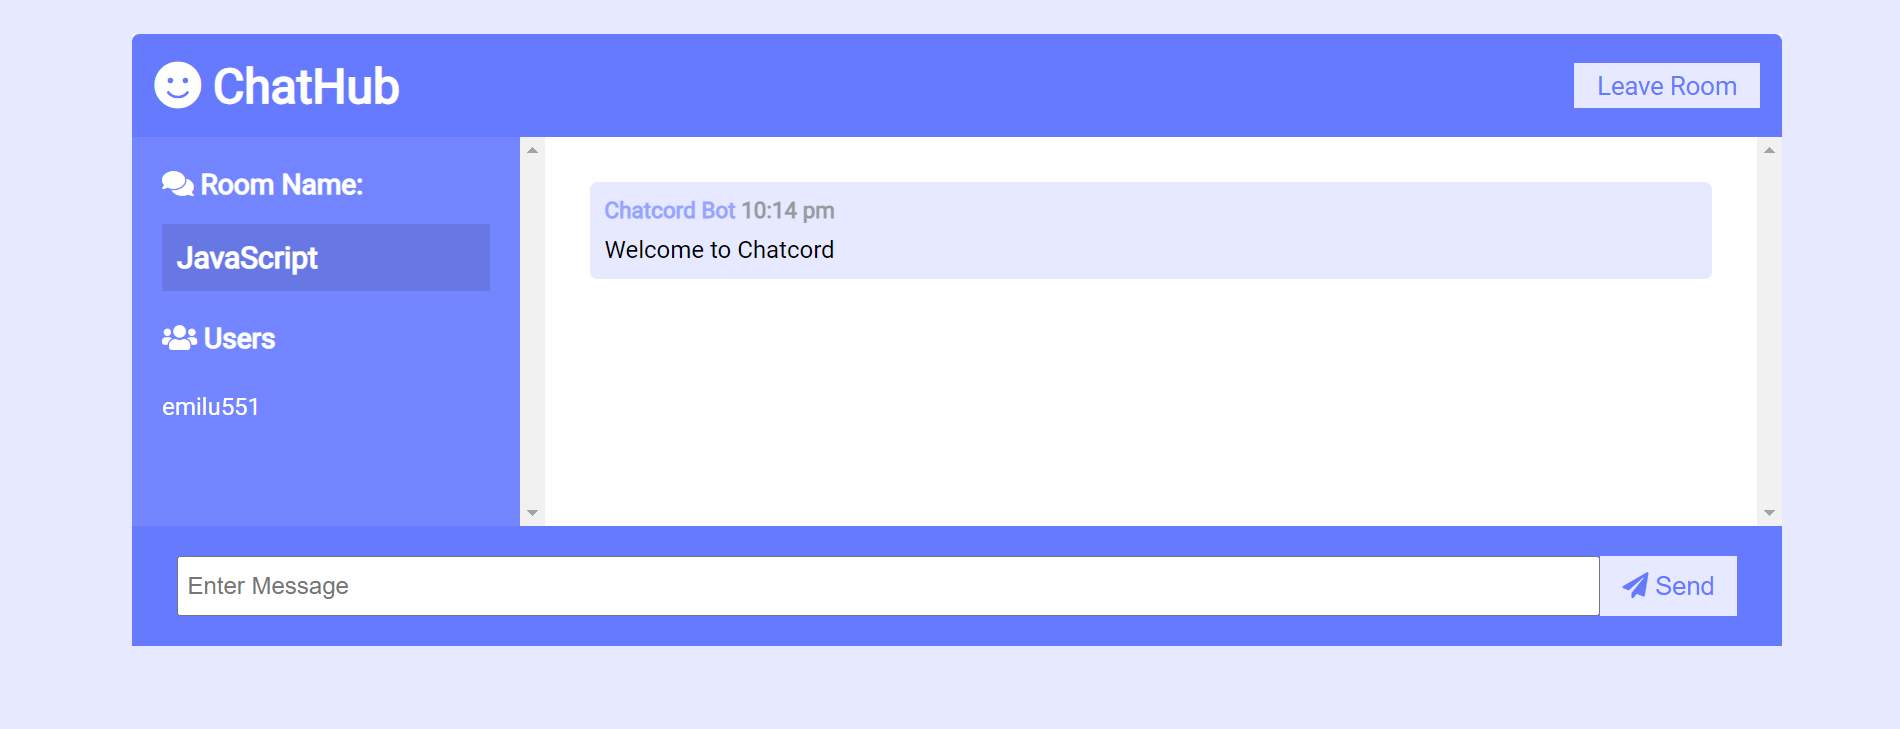 ChatHub
Leave Room
Room Name:
JavaScript
Users
emilu551
Chatcord Bot 10:14 pm
Welcome to Chatcord
Enter Message
Send